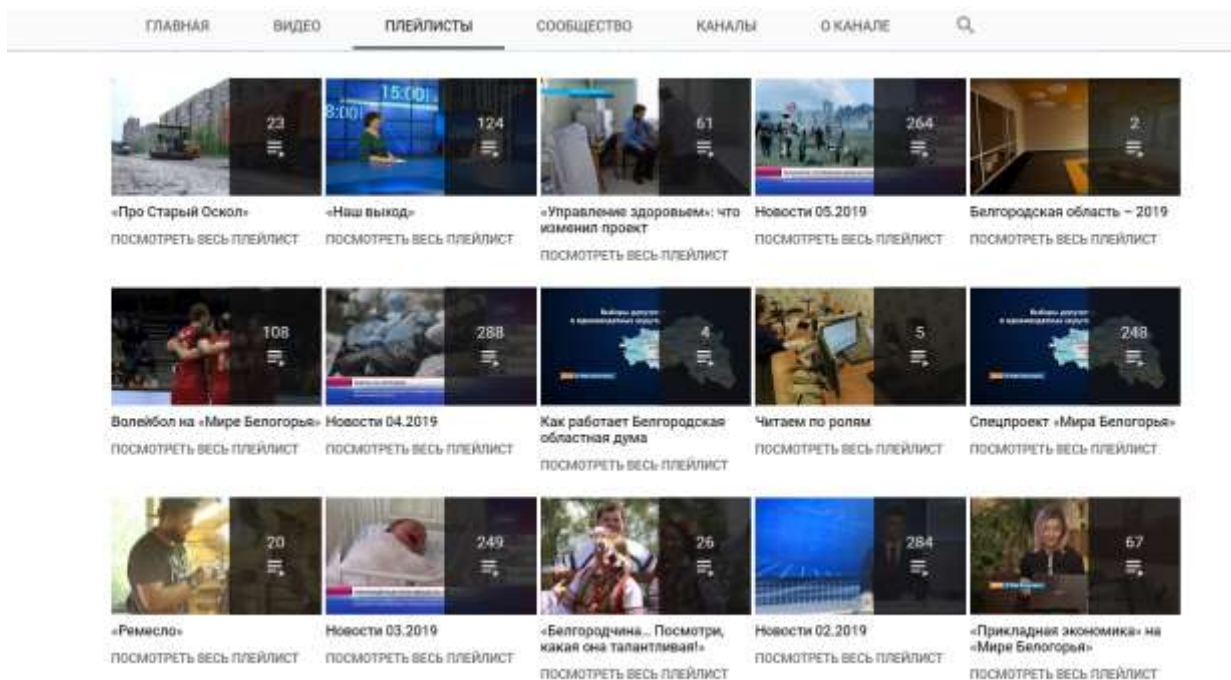 ГЛАВНАЯ ВИДЕО ПЛЕЙЛИСТЫ СООБЩЕСТВО КАНАЛЫ О КАНАЛЕ
15:00
8:00
23
124
61
264
2
«Про Старый Оскол»
ПОСМОТРЕТЬ ВЕСЬ ПЛЕЙЛИСТ
«Наш выход»
ПОСМОТРЕТЬ ВЕСЬ ПЛЕЙЛИСТ
«Управление здоровьем»: что
изменил проект
ПОСМОТРЕТЬ ВЕСЬ ПЛЕЙЛИСТ
Новости 05.2019
ПОСМОТРЕТЬ ВЕСЬ ПЛЕЙЛИСТ
Белгородская область – 2019
ПОСМОТРЕТЬ ВЕСЬ ПЛЕЙЛИСТ
108
288
4
5
248
Волейбол на «Мире Белогорья»
ПОСМОТРЕТЬ ВЕСЬ ПЛЕЙЛИСТ
Новости 04.2019
ПОСМОТРЕТЬ ВЕСЬ ПЛЕЙЛИСТ
Как работает Белгородская
областная дума
ПОСМОТРЕТЬ ВЕСЬ ПЛЕЙЛИСТ
Читаем по ролям
ПОСМОТРЕТЬ ВЕСЬ ПЛЕЙЛИСТ
Спецпроект «Мира Белогорья»
ПОСМОТРЕТЬ ВЕСЬ ПЛЕЙЛИСТ
20
249
26
284
67
«Ремесло»
ПОСМОТРЕТЬ ВЕСЬ ПЛЕЙЛИСТ
Новости 03.2019
ПОСМОТРЕТЬ ВЕСЬ ПЛЕЙЛИСТ
«Белгородчина... Посмотри,
какая она талантливая!»
ПОСМОТРЕТЬ ВЕСЬ ПЛЕЙЛИСТ
Новости 02.2019
ПОСМОТРЕТЬ ВЕСЬ ПЛЕЙЛИСТ
«Прикладная экономика» на
«Мире Белогорья»
ПОСМОТРЕТЬ ВЕСЬ ПЛЕЙЛИСТ